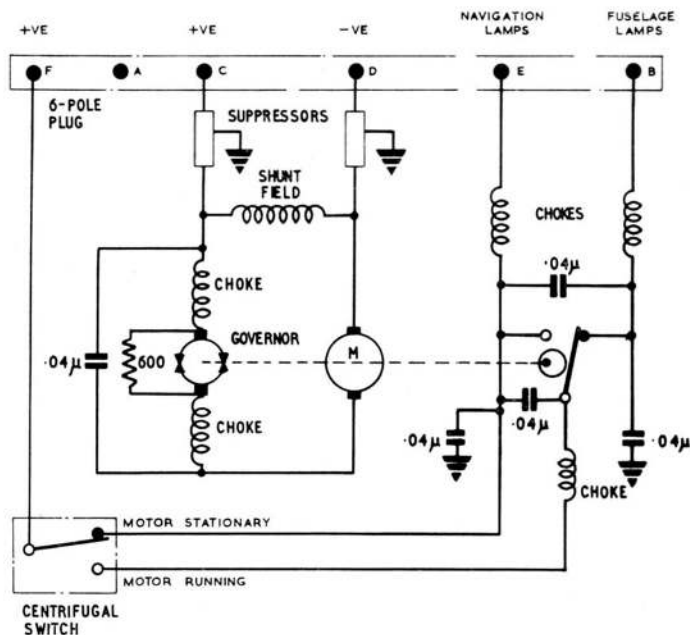 +VE +VE -VE NAVIGATION LAMPS FUSELAGE LAMPS
F A C D E B
6-POLE
PLUG
SUPPRESSORS
SHUNT
FIELD
CHOKES
.04µ
CHOKE
GOVERNOR
M
.04µ
600
.04µ
CHOKE
.04µ
.04µ
CHOKE
MOTOR STATIONARY
MOTOR RUNNING
CENTRIFUGAL
SWITCH